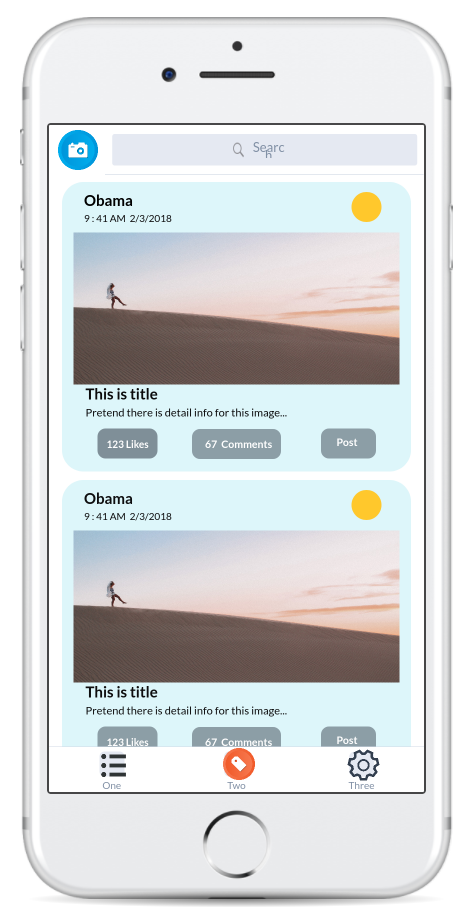 Searc
h
Obama
9:41 AM 2/3/2018
This is title
Pretend there is detail info for this image...
123 Likes 67 Comments Post
Obama
9:41 AM 2/3/2018
This is title
Pretend there is detail info for this image...
123 Likes 67 Comments Post
One Two Three